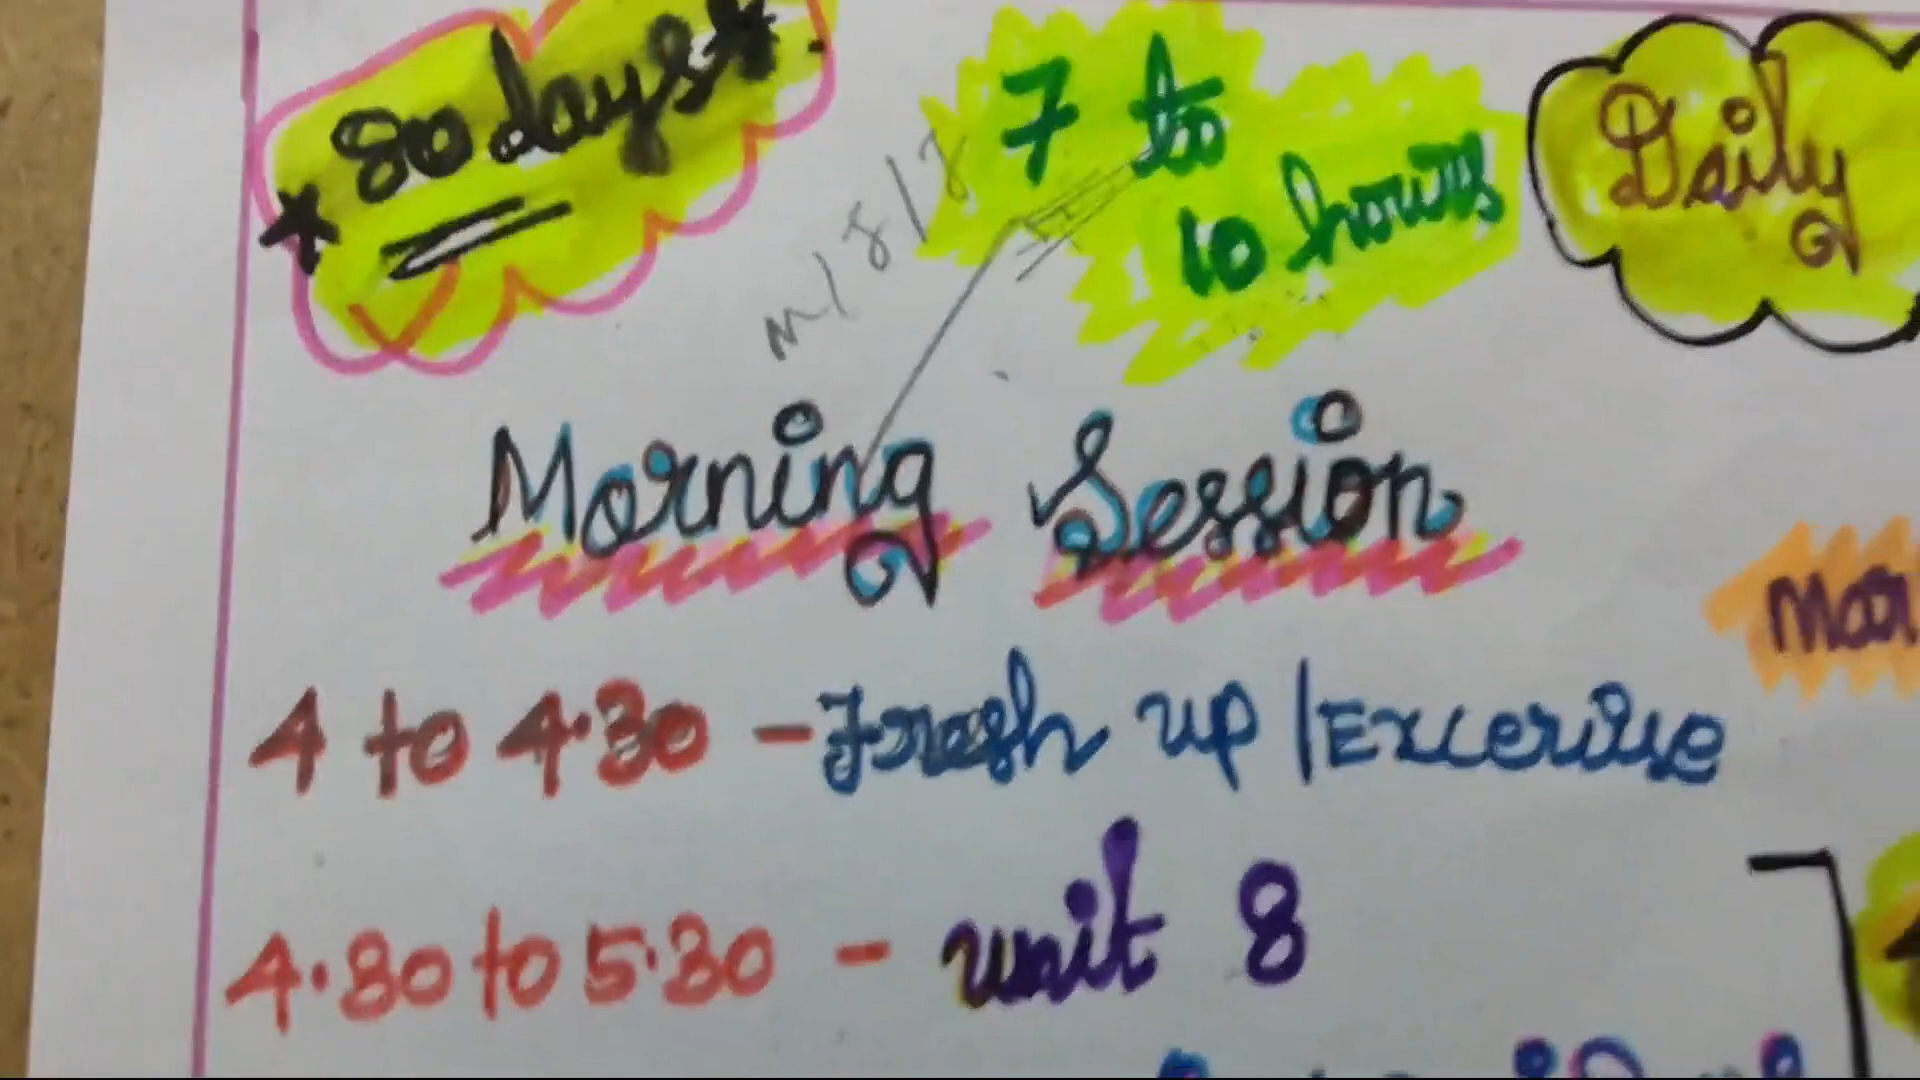 80 days
7 to
10 hours
Daily
Morning Session
4 to 4.30 - Fresh up / Excercise
4.30 to 5.30 - unit 8